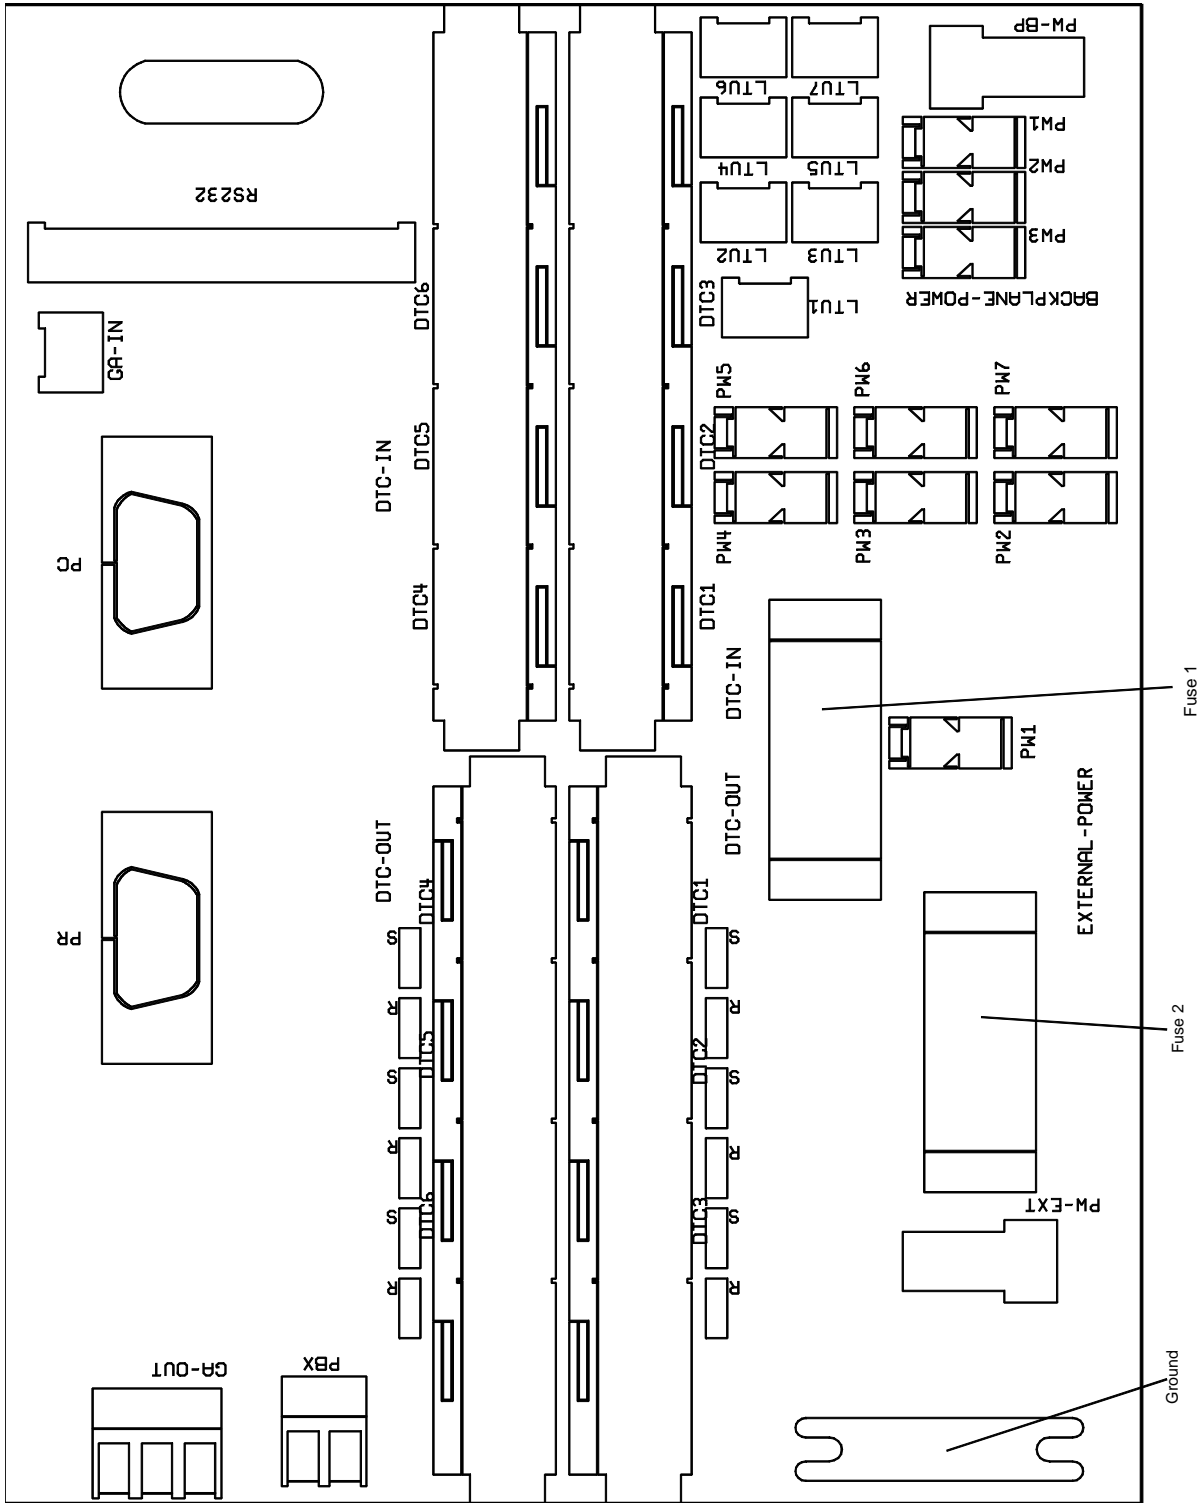 PW-BP
LTU6
LTU7
PW1
LTU4
LTU5
PW2
RS232
PW3
LTU2
LTU3
BACKPLANE-POWER
DTC6
DTC3
LTU1
GA-IN
PW5
PW6
PW7
DTC-IN
DTC5
DTC2
PW4
PW3
PW2
PC
DTC4
DTC1
DTC-IN
Fuse 1
PW1
DTC-OUT
DTC-OUT
EXTERNAL-POWER
DTC4
DTC1
PR
S
S
R
R
DTC5
DTC2
Fuse 2
S
S
R
R
DTC6
DTC3
PW-EXT
S
S
R
R
GA-OUT
PBX
Ground